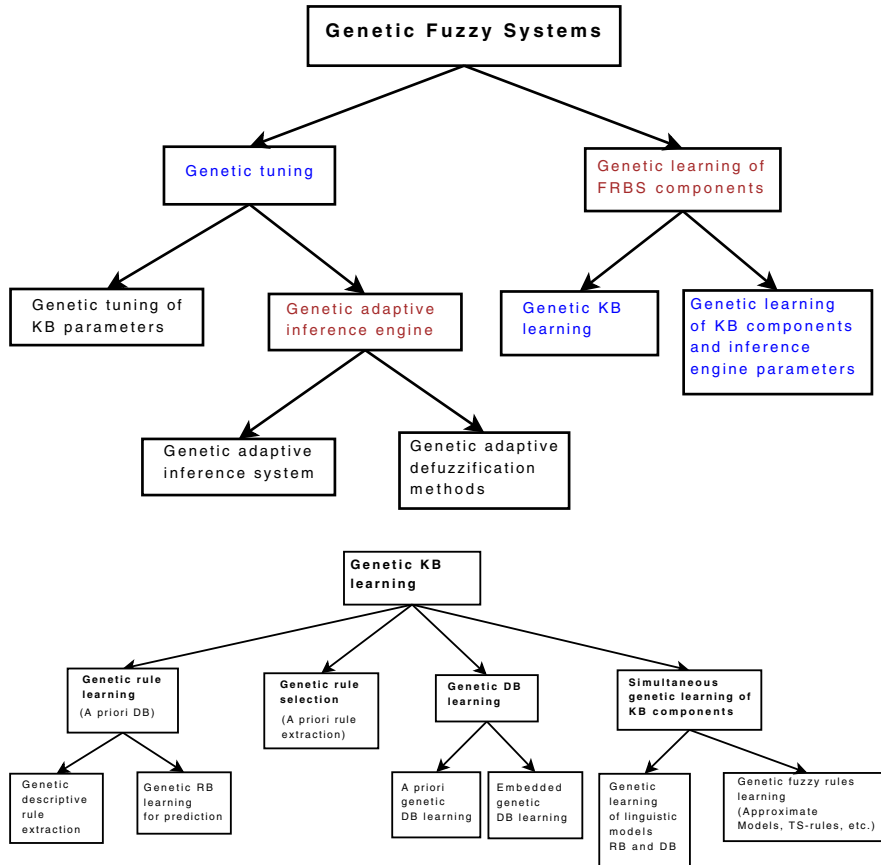 Genetic Fuzzy Systems
Genetic tuning
Genetic learning of
FRBS components
Genetic tuning of
KB parameters
Genetic adaptive
inference engine
Genetic KB
learning
Genetic learning
of KB components
and inference
engine parameters
Genetic adaptive
inference system
Genetic adaptive
defuzzification
methods
Genetic KB
learning
Genetic rule
learning
(A priori DB)
Genetic rule
selection
(A priori rule
extraction)
Genetic DB
learning
Simultaneous
genetic learning of
KB components
Genetic
descriptive
rule
extraction
Genetic RB
learning
for prediction
A priori
genetic
DB learning
Embedded
genetic
DB learning
Genetic
learning
of linguistic
models
RB and DB
Genetic fuzzy rules
learning
(Approximate
Models, TS-rules, etc.)